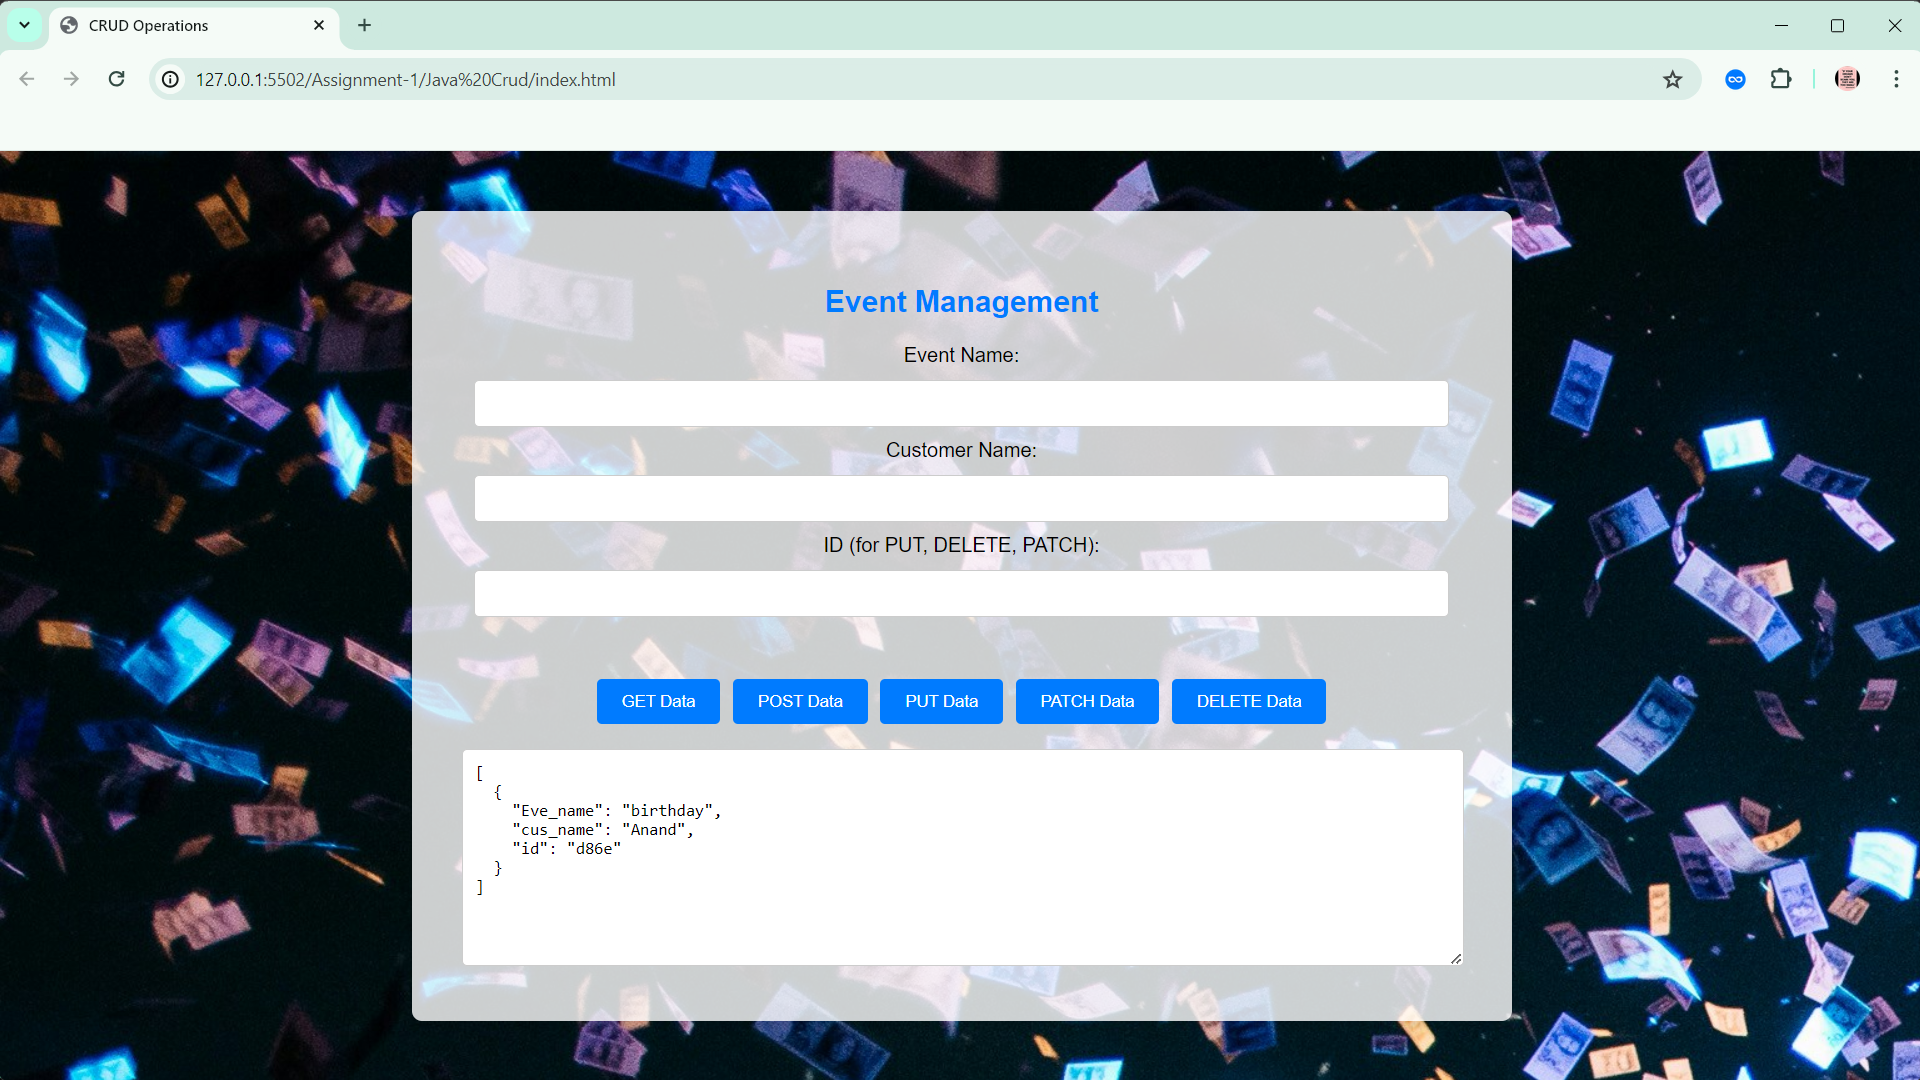 CRUD Operations
127.0.0.1:5502/Assignment-1/Java%20Crud/index.html
Event Management
Event Name:
Customer Name:
ID (for PUT, DELETE, PATCH):
GET Data POST Data PUT Data PATCH Data DELETE Data
[
  {
    "Eve_name": "birthday",
    "cus_name": "Anand",
    "id": "d86e"
  }
]